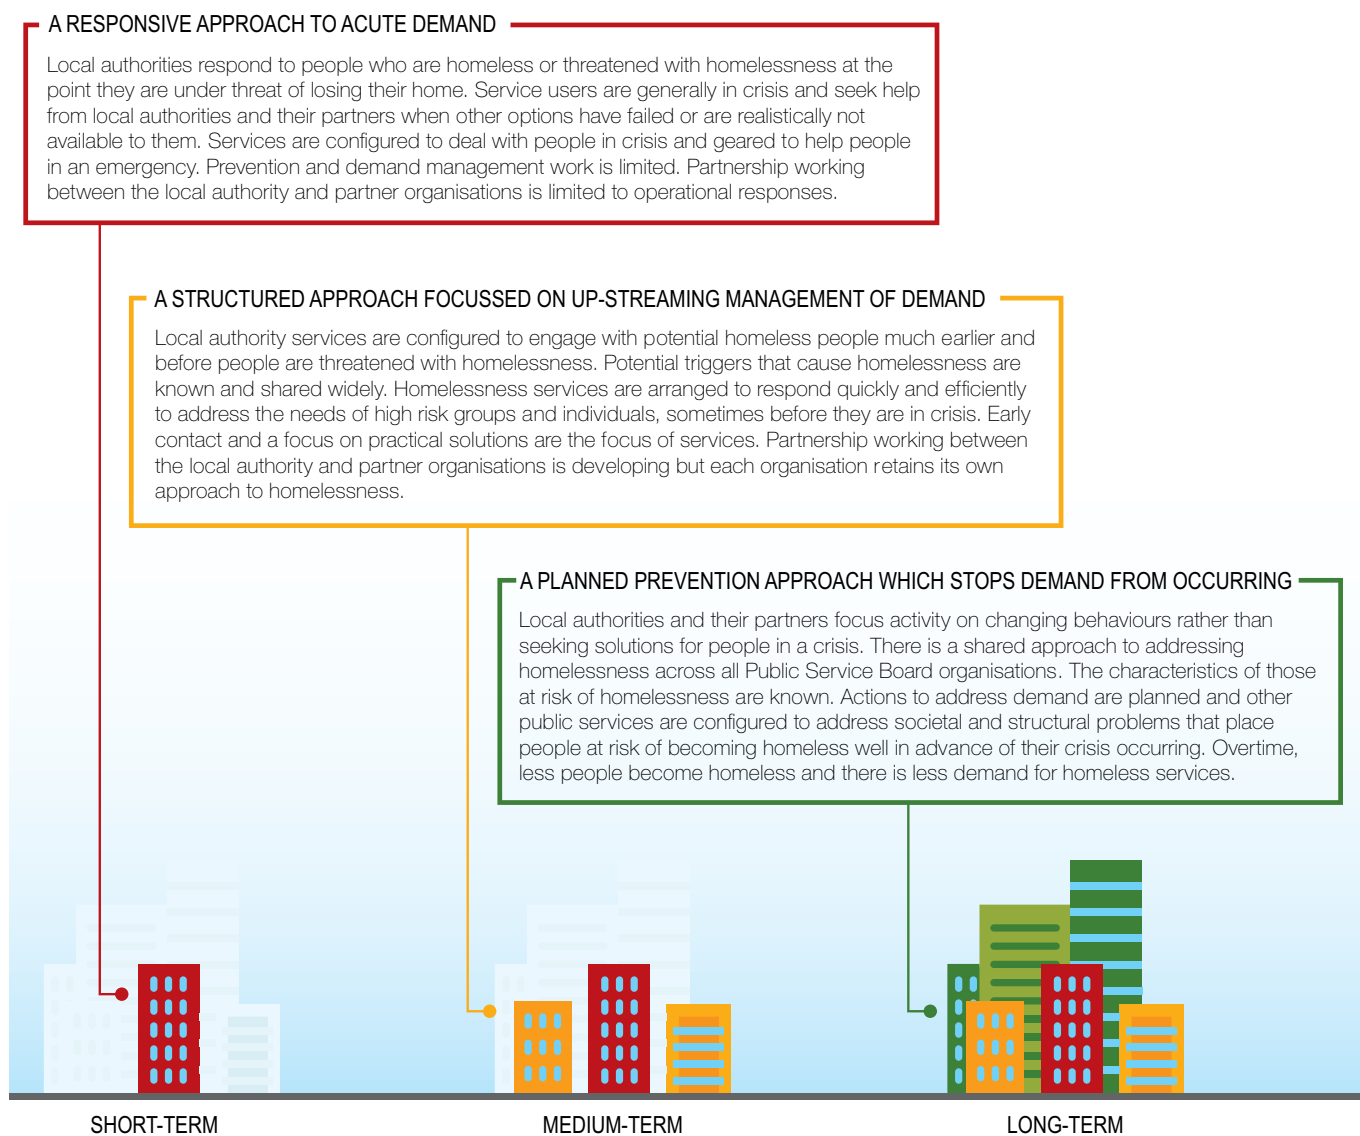 A RESPONSIVE APPROACH TO ACUTE DEMAND
Local authorities respond to people who are homeless or threatened with homelessness at the
point they are under threat of losing their home. Service users are generally in crisis and seek help
from local authorities and their partners when other options have failed or are realistically not
available to them. Services are configured to deal with people in crisis and geared to help people
in an emergency. Prevention and demand management work is limited. Partnership working
between the local authority and partner organisations is limited to operational responses.
A STRUCTURED APPROACH FOCUSSED ON UP-STREAMING MANAGEMENT OF DEMAND
Local authority services are configured to engage with potential homeless people much earlier and
before people are threatened with homelessness. Potential triggers that cause homelessness are
known and shared widely. Homelessness services are arranged to respond quickly and efficiently
to address the needs of high risk groups and individuals, sometimes before they are in crisis. Early
contact and a focus on practical solutions are the focus of services. Partnership working between
the local authority and partner organisations is developing but each organisation retains its own
approach to homelessness.
A PLANNED PREVENTION APPROACH WHICH STOPS DEMAND FROM OCCURRING
Local authorities and their partners focus activity on changing behaviours rather than
seeking solutions for people in a crisis. There is a shared approach to addressing
homelessness across all Public Service Board organisations. The characteristics of those
at risk of homelessness are known. Actions to address demand are planned and other
public services are configured to address societal and structural problems that place
people at risk of becoming homeless well in advance of their crisis occurring. Overtime,
less people become homeless and there is less demand for homeless services.
SHORT-TERM
MEDIUM-TERM
LONG-TERM